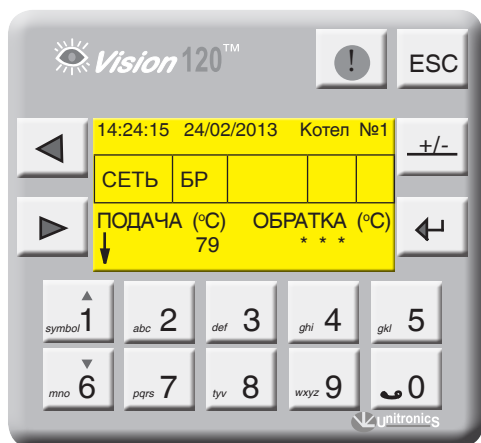 Vision 120™
! ESC
14:24:15 24/02/2013 Котел №1
+/-
СЕТЬ БР
ПОДАЧА (°С) ОБРАТКА (°С)
79 * * *
symbol 1 abc 2 def 3 ghi 4 gkl 5
mno 6 pqrs 7 tyv 8 wxyz 9 0
Unitronics